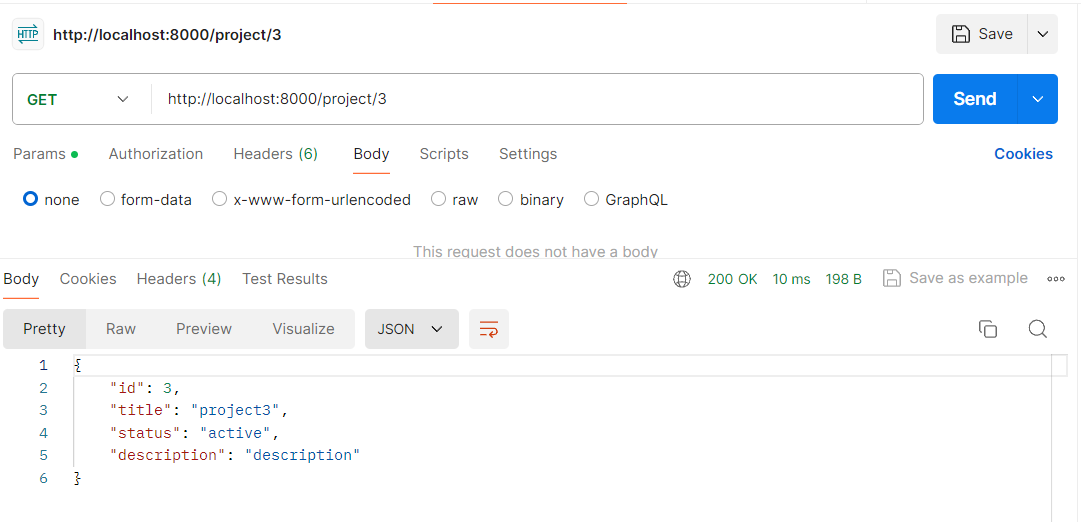 HTTP http://localhost:8000/project/3 Save
GET http://localhost:8000/project/3 Send
Params Authorization Headers (6) Body Scripts Settings Cookies
none form-data x-www-form-urlencoded raw binary GraphQL
This request does not have a body
Body Cookies Headers (4) Test Results 200 OK 10 ms 198 B Save as example
Pretty Raw Preview Visualize JSON
1 {
2 "id": 3,
3 "title": "project3",
4 "status": "active",
5 "description": "description"
6 }